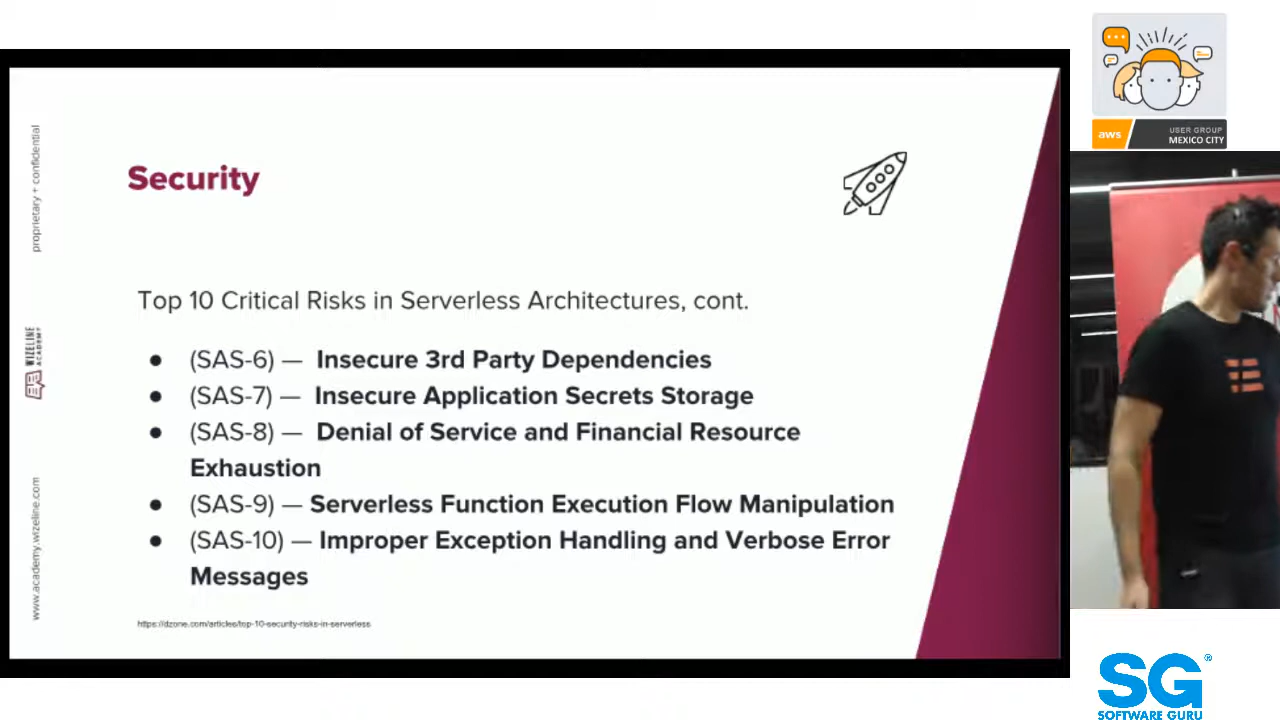 Security
Top 10 Critical Risks in Serverless Architectures, cont.
● (SAS-6) — Insecure 3rd Party Dependencies
● (SAS-7) — Insecure Application Secrets Storage
● (SAS-8) — Denial of Service and Financial Resource
Exhaustion
● (SAS-9) — Serverless Function Execution Flow Manipulation
● (SAS-10) — Improper Exception Handling and Verbose Error
Messages
https://dzone.com/articles/top-10-security-risks-in-serverless
proprietary + confidential
WIZELINE
ACADEMY
www.academy.wizeline.com
aws
USER GROUP
MEXICO CITY
SG®
SOFTWARE GURU